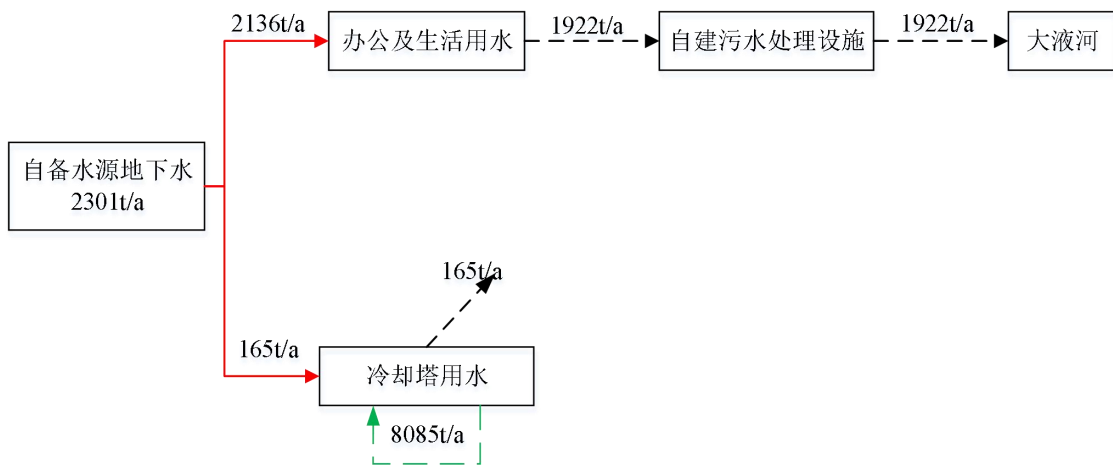 2136t/a
办公及生活用水
1922t/a
自建污水处理设施
1922t/a
大液河
自备水源地下水
2301t/a
165t/a
165t/a
冷却塔用水
8085t/a